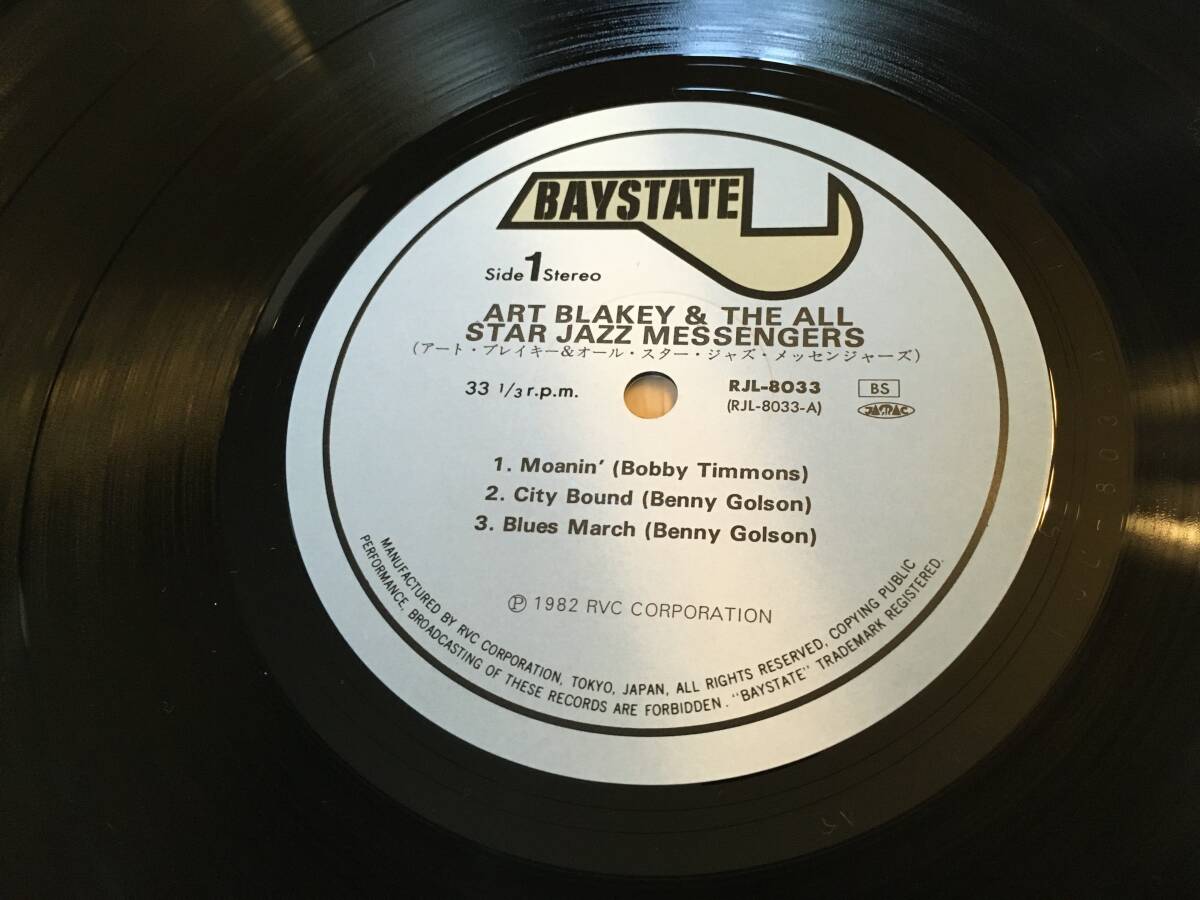 BAYSTATE
Side 1 Stereo
ART BLAKEY & THE ALL
STAR JAZZ MESSENGERS
(アート・ブレイキー&オール・スター・ジャズ・メッセンジャーズ)
33 1/3 r.p.m.
RJL-8033
(RJL-8033-A)
BS
JASRAC
1. Moanin' (Bobby Timmons)
2. City Bound (Benny Golson)
3. Blues March (Benny Golson)
℗ 1982 RVC CORPORATION
MANUFACTURED BY RVC CORPORATION, TOKYO, JAPAN, ALL RIGHTS RESERVED, COPYING PUBLIC
PERFORMANCE, BROADCASTING OF THESE RECORDS ARE FORBIDDEN. "BAYSTATE" TRADEMARK REGISTERED.